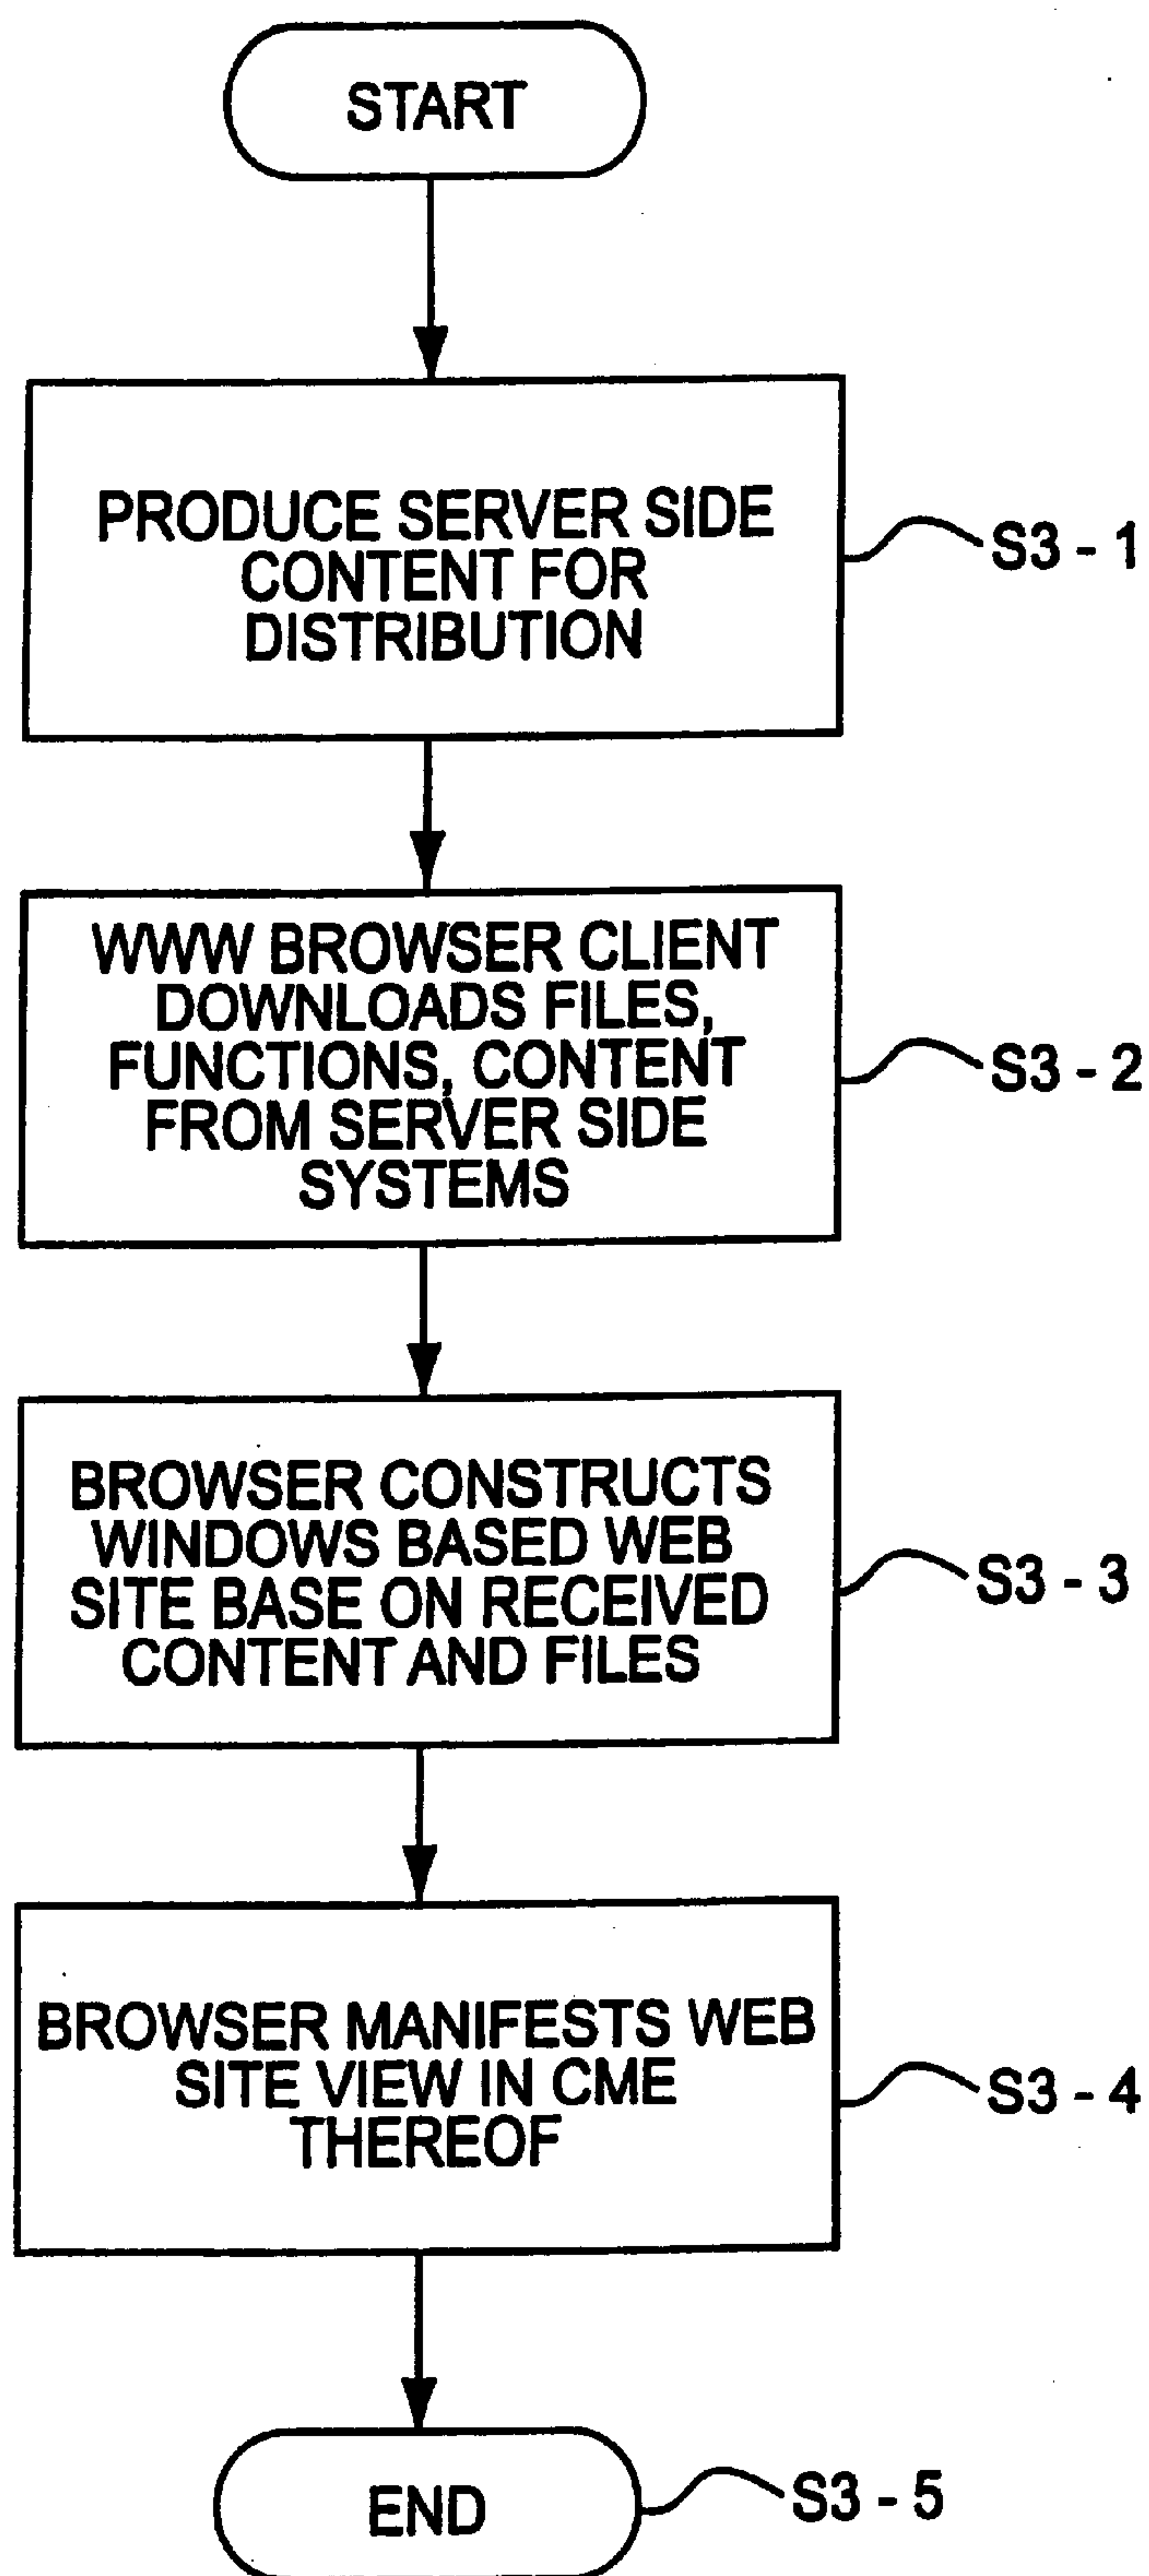 START
PRODUCE SERVER SIDE
CONTENT FOR
DISTRIBUTION
S3 - 1
WWW BROWSER CLIENT
DOWNLOADS FILES,
FUNCTIONS, CONTENT
FROM SERVER SIDE
SYSTEMS
S3 - 2
BROWSER CONSTRUCTS
WINDOWS BASED WEB
SITE BASE ON RECEIVED
CONTENT AND FILES
S3 - 3
BROWSER MANIFESTS WEB
SITE VIEW IN CME
THEREOF
S3 - 4
END
S3 - 5